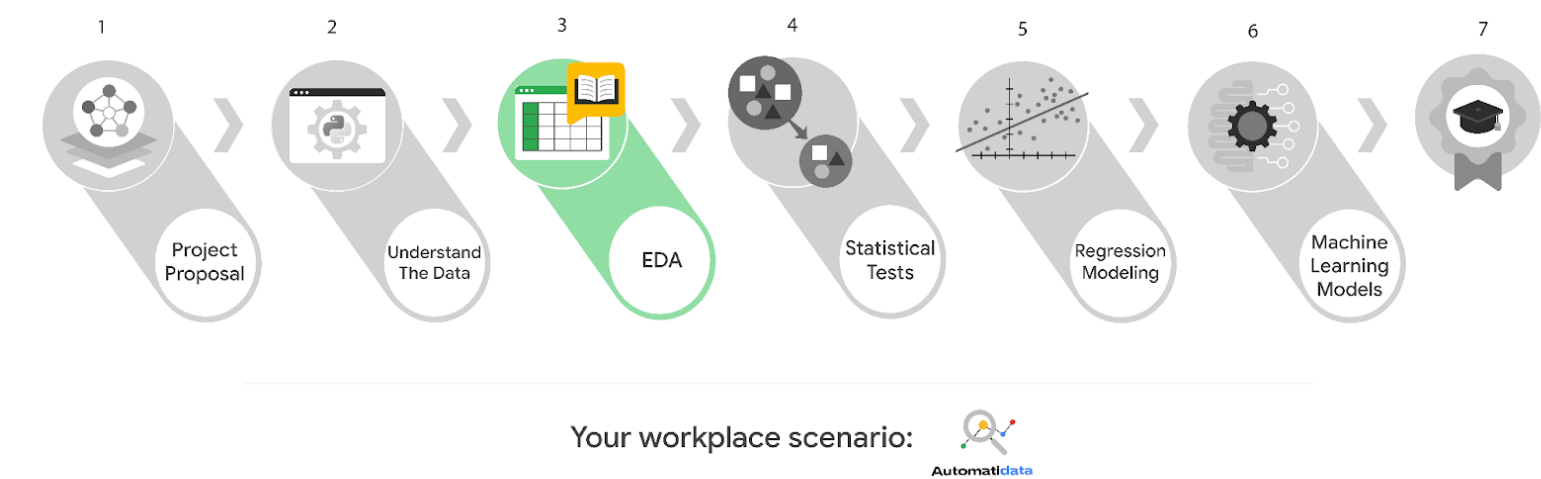 1
2
3
4
5
6
7
Project
Proposal
Understand
The Data
EDA
Statistical
Tests
Regression
Modeling
Machine
Learning
Models
Your workplace scenario:
Automatidata